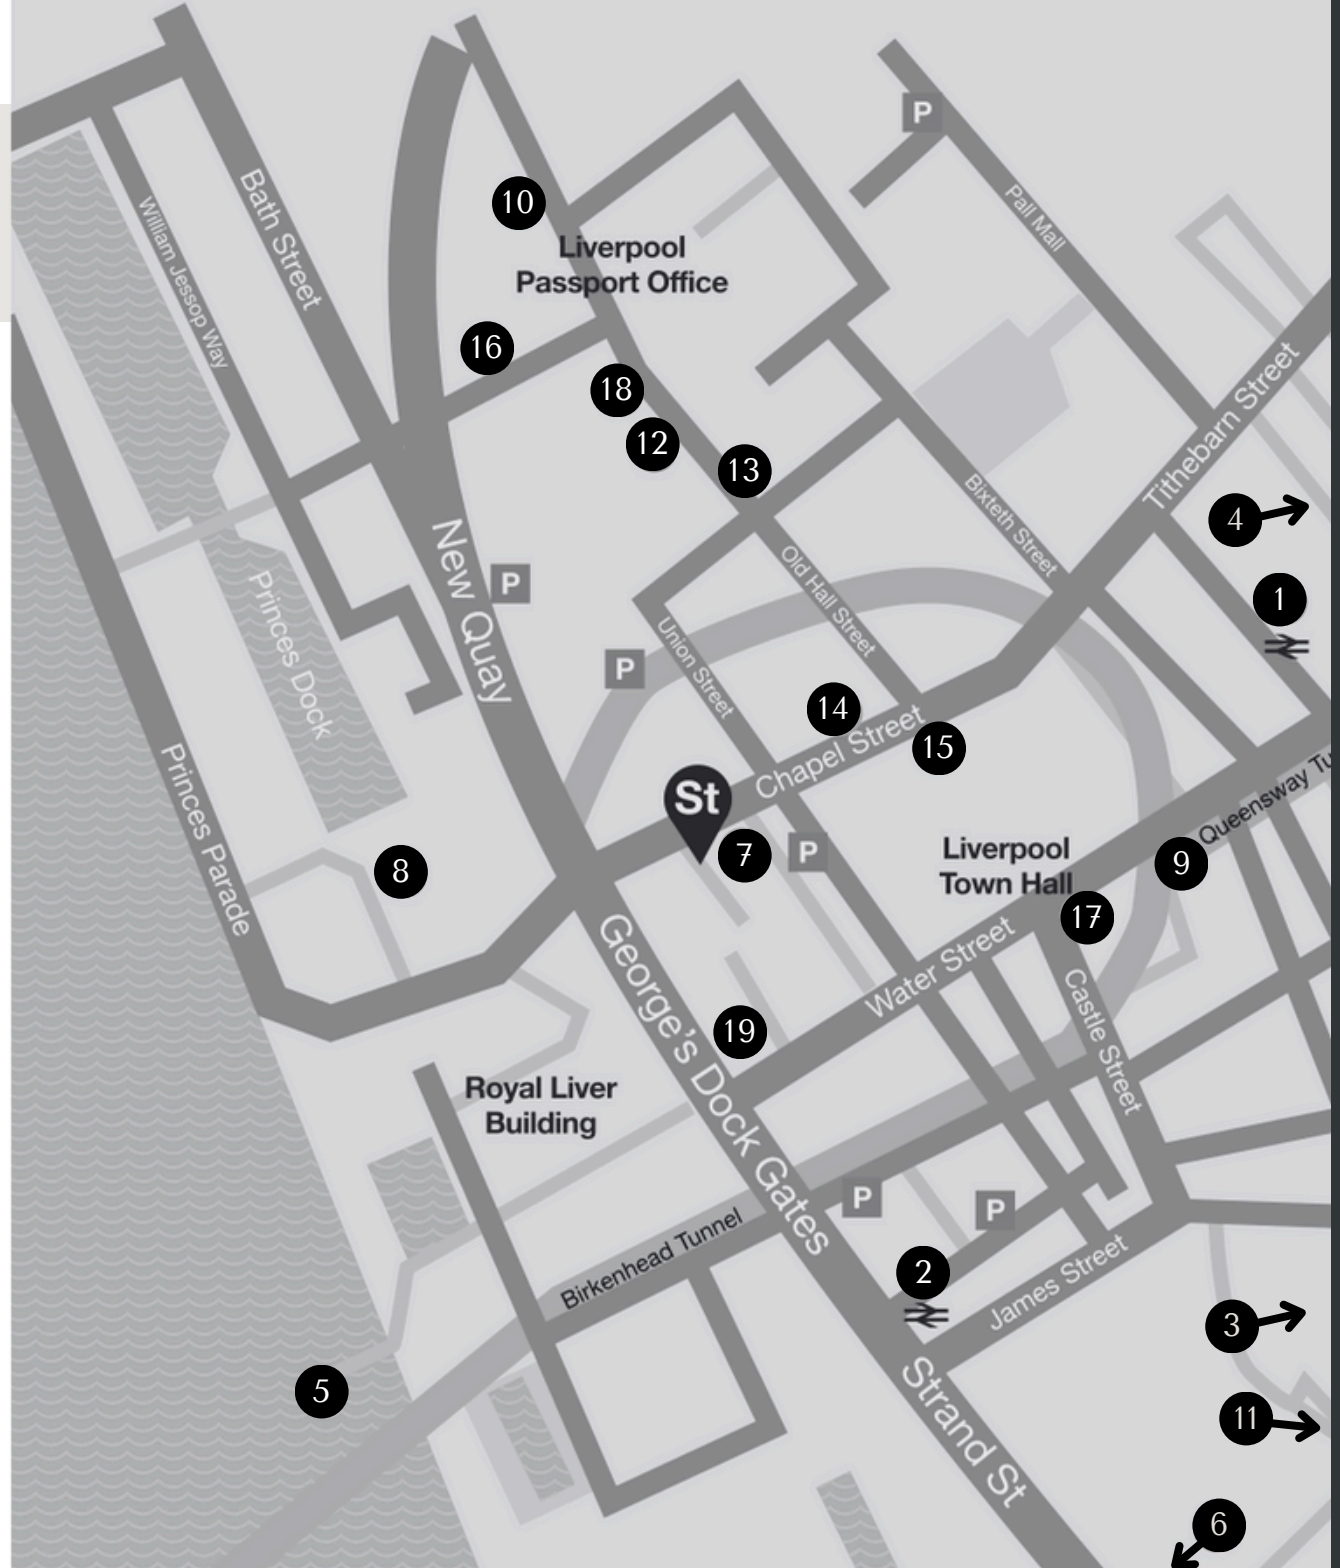 P
10
Pall Mall
Bath Street
William Jessop Way
Liverpool
Passport Office
16
18
12
13
Tithebarn Street
4
Bixteth Street
New Quay
P
Old Hall Street
1
Princes Dock
Union Street
P
14
15
Chapel Street
St
7
P
Princes Parade
8
Liverpool
Town Hall
Queensway Tu
9
17
Water Street
George's Dock Gates
Castle Street
19
Royal Liver
Building
P
P
Birkenhead Tunnel
2
James Street
3
5
Strand St
11
6